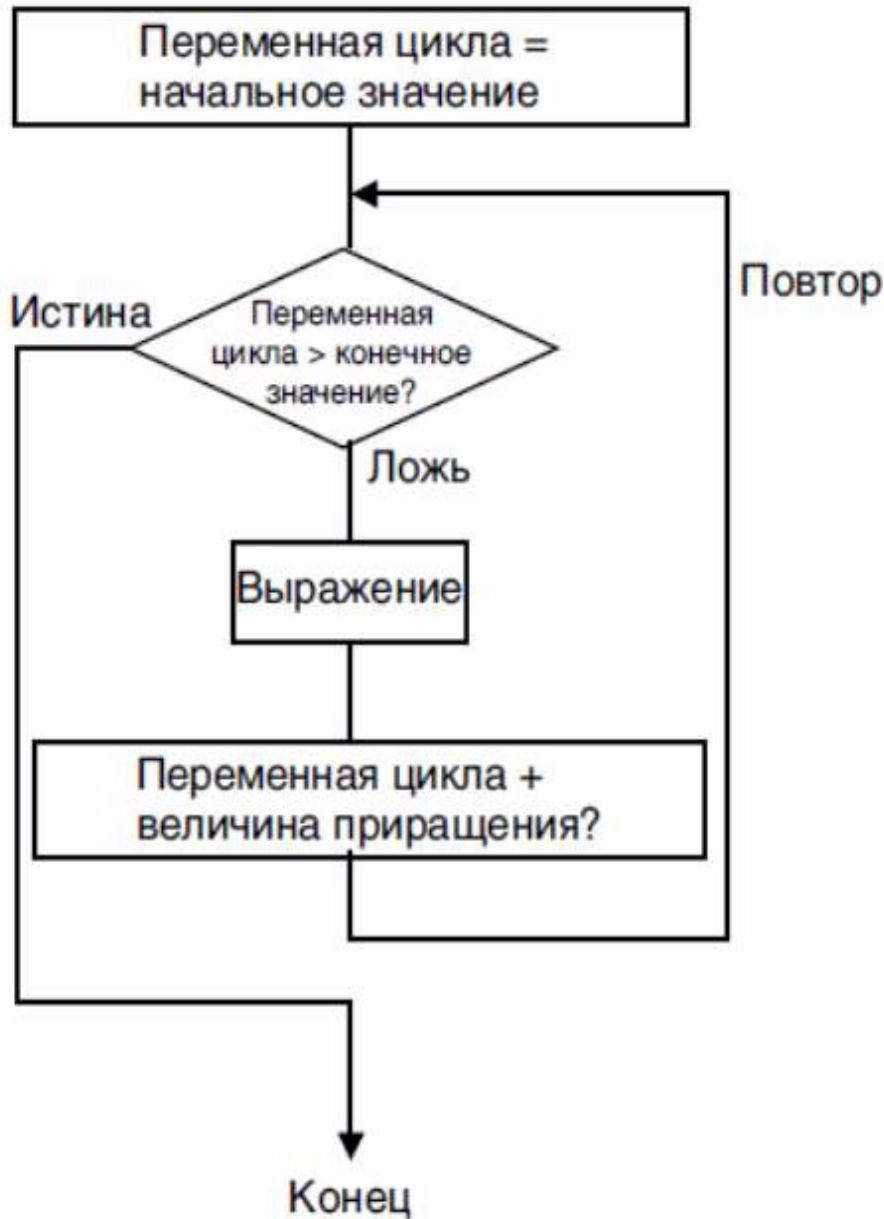 Переменная цикла =
начальное значение
Повтор
Истина
Переменная
цикла > конечное
значение?
Ложь
Выражение
Переменная цикла +
величина приращения?
Конец